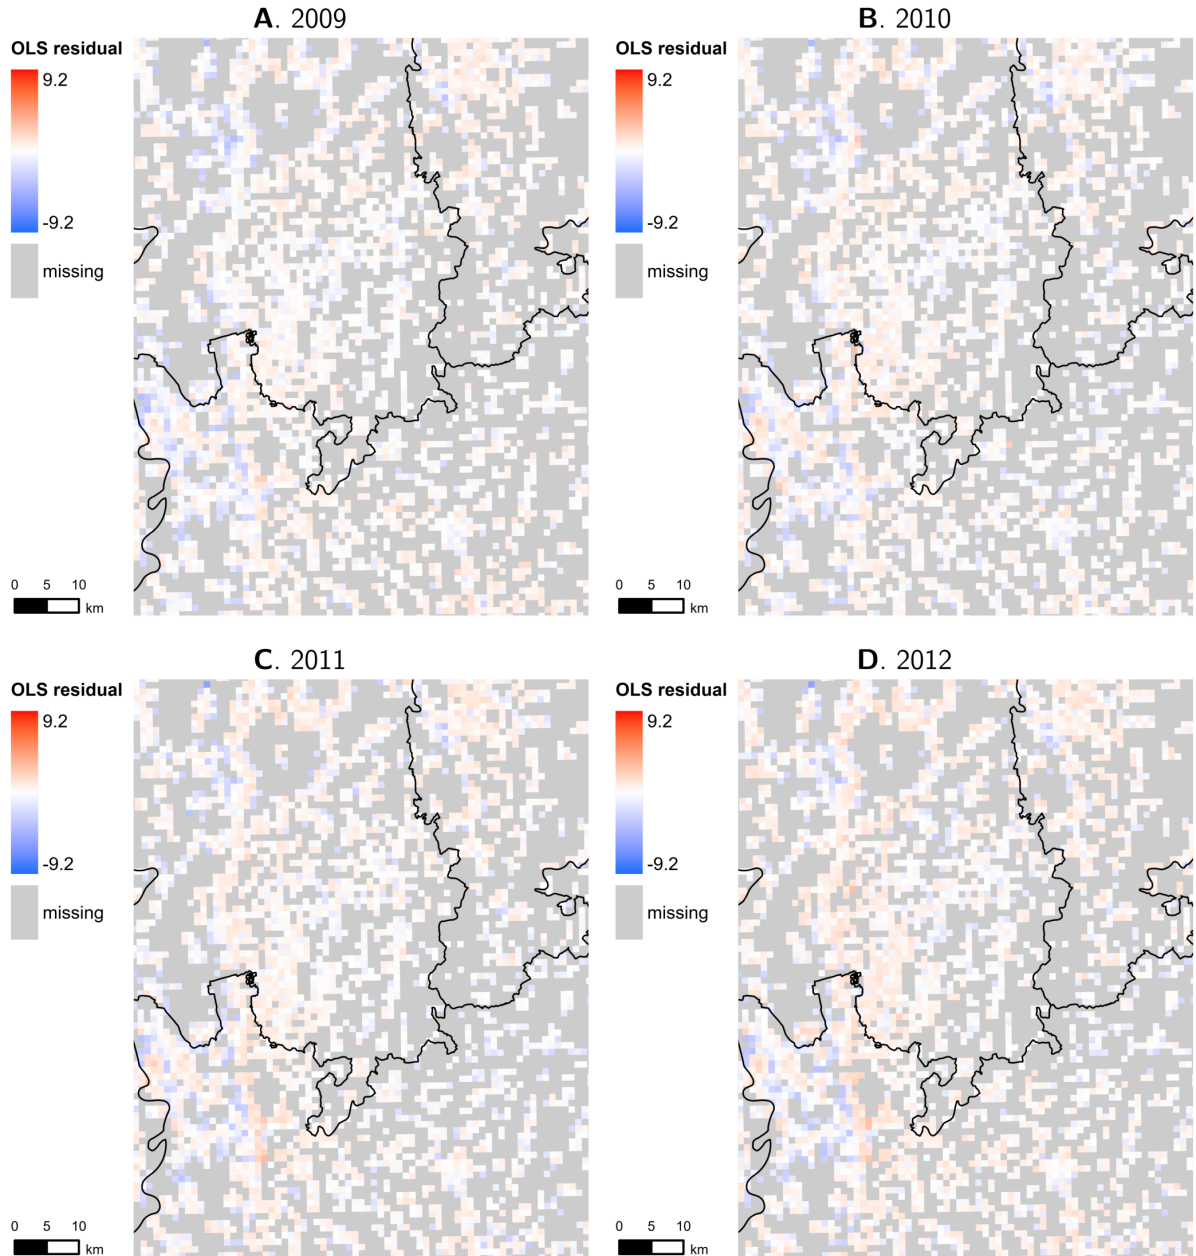 A. 2009
OLS residual
9.2
-9.2
missing
0 5 10
km
B. 2010
OLS residual
9.2
-9.2
missing
0 5 10
km
C. 2011
OLS residual
9.2
-9.2
missing
0 5 10
km
D. 2012
OLS residual
9.2
-9.2
missing
0 5 10
km